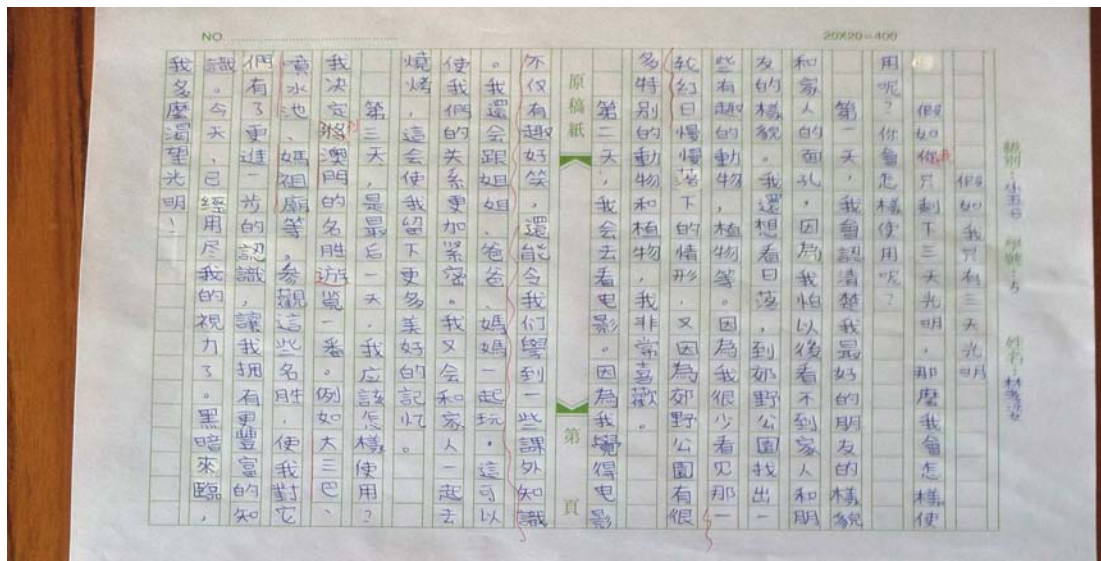 NO.
20X20=400
級別：小五日 學號：5 姓名：林
假如我只有三天光明
假如你只剩下三天光明，那麼我會怎樣使
用呢？你會怎樣使用呢？
第一天，我會認清楚我最好的朋友的樣貌
和家人的面孔，因為我怕以後看不到家人和朋
友的樣貌。我還想看日落，到郊野公園找出一
些有趣的動物，植物等。因為我很少看見那一
輪紅日慢慢落下的情形，又因為郊野公園有很
多特别的動物和植物，我非常喜歡。
第二天，我会去看电影。因為我覺得电影
原稿紙 第 頁
不仅有趣好笑，還能令我们學到一些課外知識
。我還会跟姐姐、爸爸、媽媽一起玩。這可以
使我們的关系更加紧密。我又会和家人一起去
燒烤，這会使我留下更多美好的記忆。
第三天，是最后一天，我应該怎樣使用？
我决定將澳門的名胜遊览一番。例如大三巴、
噴水池、媽祖廟等。參觀這些名胜，使我對它
們有了更進一步的認識，讓我拥有更豐富的知
識。今天，已經用尽我的視力了。黑暗來臨，
我多麼渴望光明！